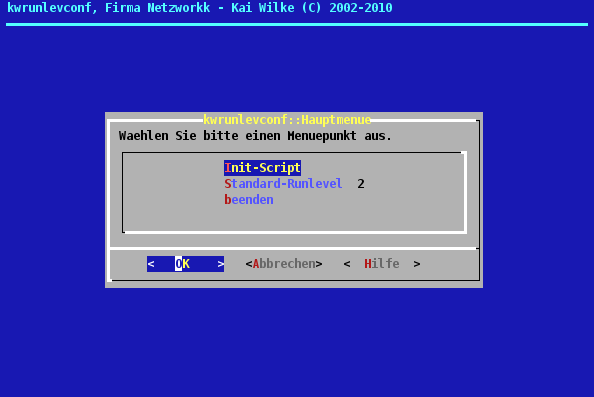 kwrunlevconf, Firma Netzworkk - Kai Wilke (C) 2002-2010
kwrunlevconf::Hauptmenue
Waehlen Sie bitte einen Menuepunkt aus.
Init-Script
Standard-Runlevel 2
beenden
< OK > <Abbrechen> < Hilfe >